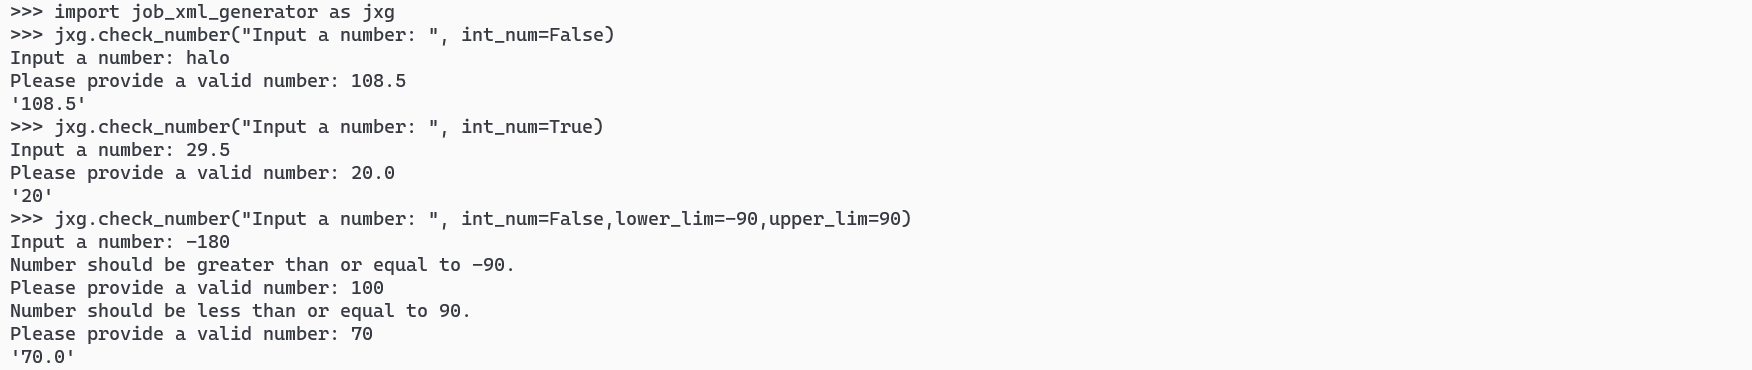 >>> import job_xml_generator as jxg
>>> jxg.check_number("Input a number: ", int_num=False)
Input a number: halo
Please provide a valid number: 108.5
'108.5'
>>> jxg.check_number("Input a number: ", int_num=True)
Input a number: 29.5
Please provide a valid number: 20.0
'20'
>>> jxg.check_number("Input a number: ", int_num=False,lower_lim=-90,upper_lim=90)
Input a number: -180
Number should be greater than or equal to -90.
Please provide a valid number: 100
Number should be less than or equal to 90.
Please provide a valid number: 70
'70.0'